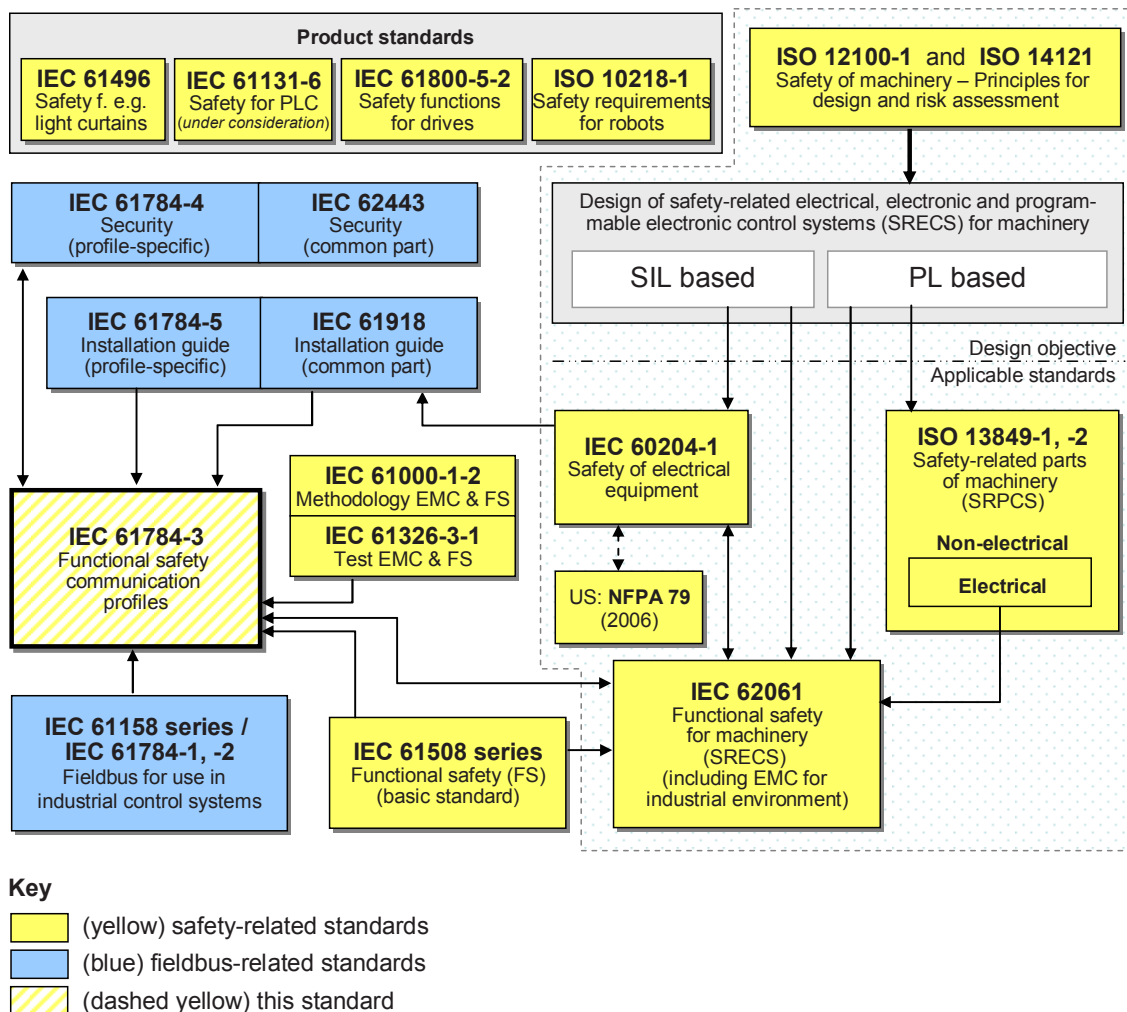 Product standards
IEC 61496
Safety f. e.g.
light curtains
IEC 61131-6
Safety for PLC
(under consideration)
IEC 61800-5-2
Safety functions
for drives
ISO 10218-1
Safety requirements
for robots
ISO 12100-1 and ISO 14121
Safety of machinery – Principles for
design and risk assessment
IEC 61784-4
Security
(profile-specific)
IEC 62443
Security
(common part)
Design of safety-related electrical, electronic and program-
mable electronic control systems (SRECS) for machinery
SIL based
PL based
IEC 61784-5
Installation guide
(profile-specific)
IEC 61918
Installation guide
(common part)
Design objective
Applicable standards
IEC 60204-1
Safety of electrical
equipment
ISO 13849-1, -2
Safety-related parts
of machinery
(SRPCS)
Non-electrical
Electrical
IEC 61000-1-2
Methodology EMC & FS
IEC 61326-3-1
Test EMC & FS
IEC 61784-3
Functional safety
communication
profiles
US: NFPA 79
(2006)
IEC 62061
Functional safety
for machinery
(SRECS)
(including EMC for
industrial environment)
IEC 61158 series /
IEC 61784-1, -2
Fieldbus for use in
industrial control systems
IEC 61508 series
Functional safety (FS)
(basic standard)
Key
(yellow) safety-related standards
(blue) fieldbus-related standards
(dashed yellow) this standard